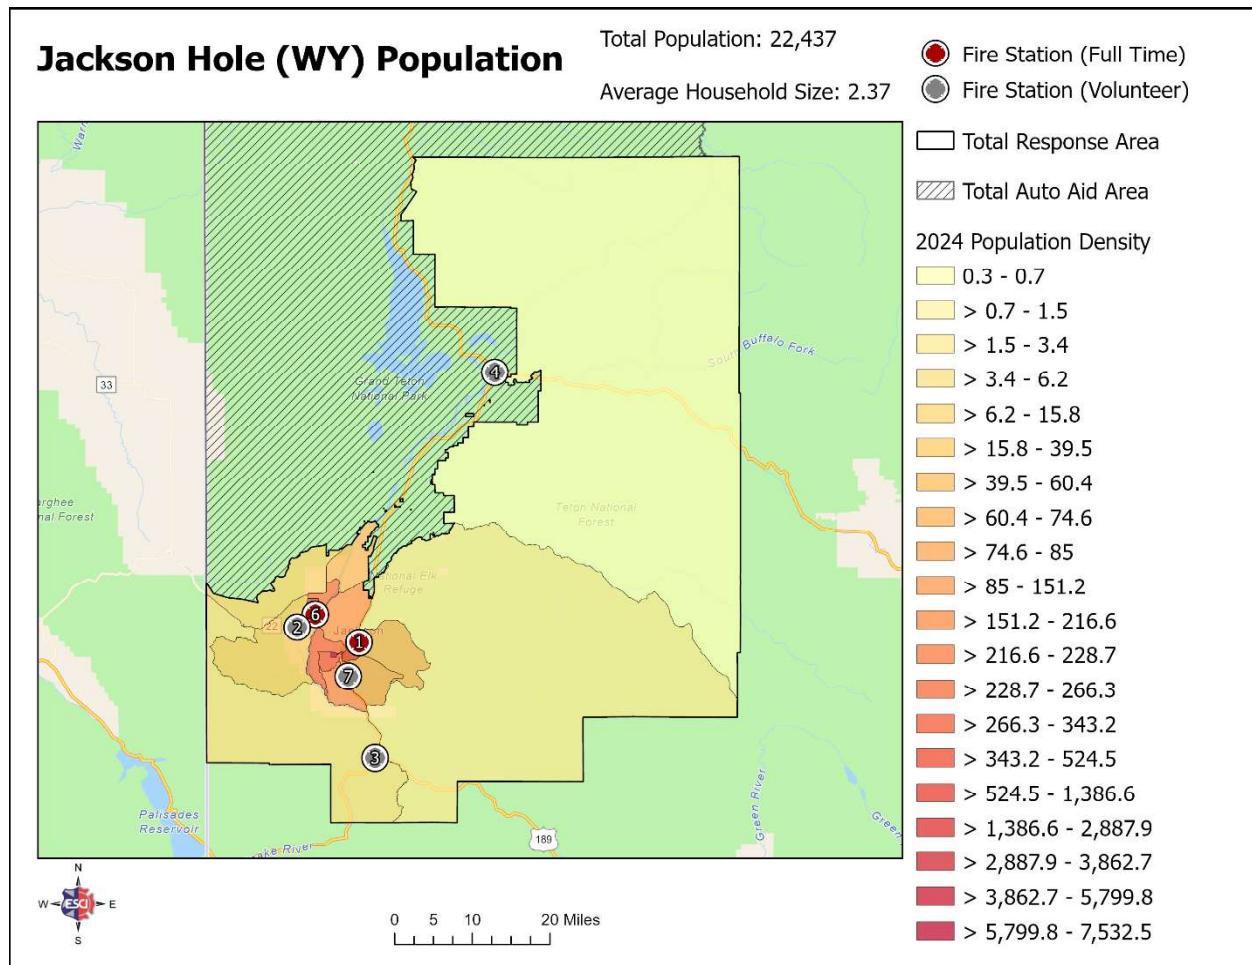 Jackson Hole (WY) Population
Total Population: 22,437
Average Household Size: 2.37
Fire Station (Full Time)
Fire Station (Volunteer)
Total Response Area
Total Auto Aid Area
2024 Population Density
0.3 - 0.7
> 0.7 - 1.5
> 1.5 - 3.4
> 3.4 - 6.2
> 6.2 - 15.8
> 15.8 - 39.5
> 39.5 - 60.4
> 60.4 - 74.6
> 74.6 - 85
> 85 - 151.2
> 151.2 - 216.6
> 216.6 - 228.7
> 228.7 - 266.3
> 266.3 - 343.2
> 343.2 - 524.5
> 524.5 - 1,386.6
> 1,386.6 - 2,887.9
> 2,887.9 - 3,862.7
> 3,862.7 - 5,799.8
> 5,799.8 - 7,532.5
Warn
South Buffalo Fork
4
33
Grand Teton
National Park
arghee
nal Forest
Teton National
Forest
ational Elk
Refuge
6
22
2
Jac
1
7
3
Palisades
Reservoir
ake River
189
Green River
Green
N
W
E
S
ESCI
0 5 10 20 Miles